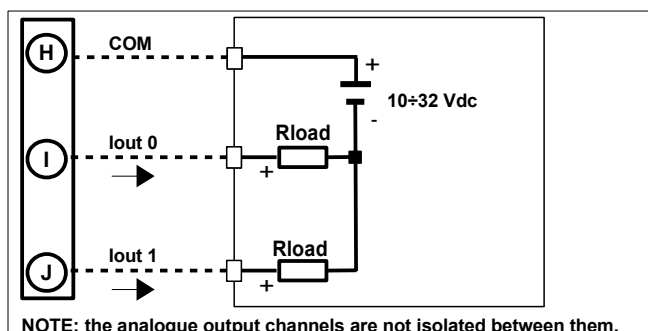 H
COM
+
10÷32 Vdc
-
Rload
Iout 0
I
+
Rload
Iout 1
J
+
NOTE: the analogue output channels are not isolated between them.